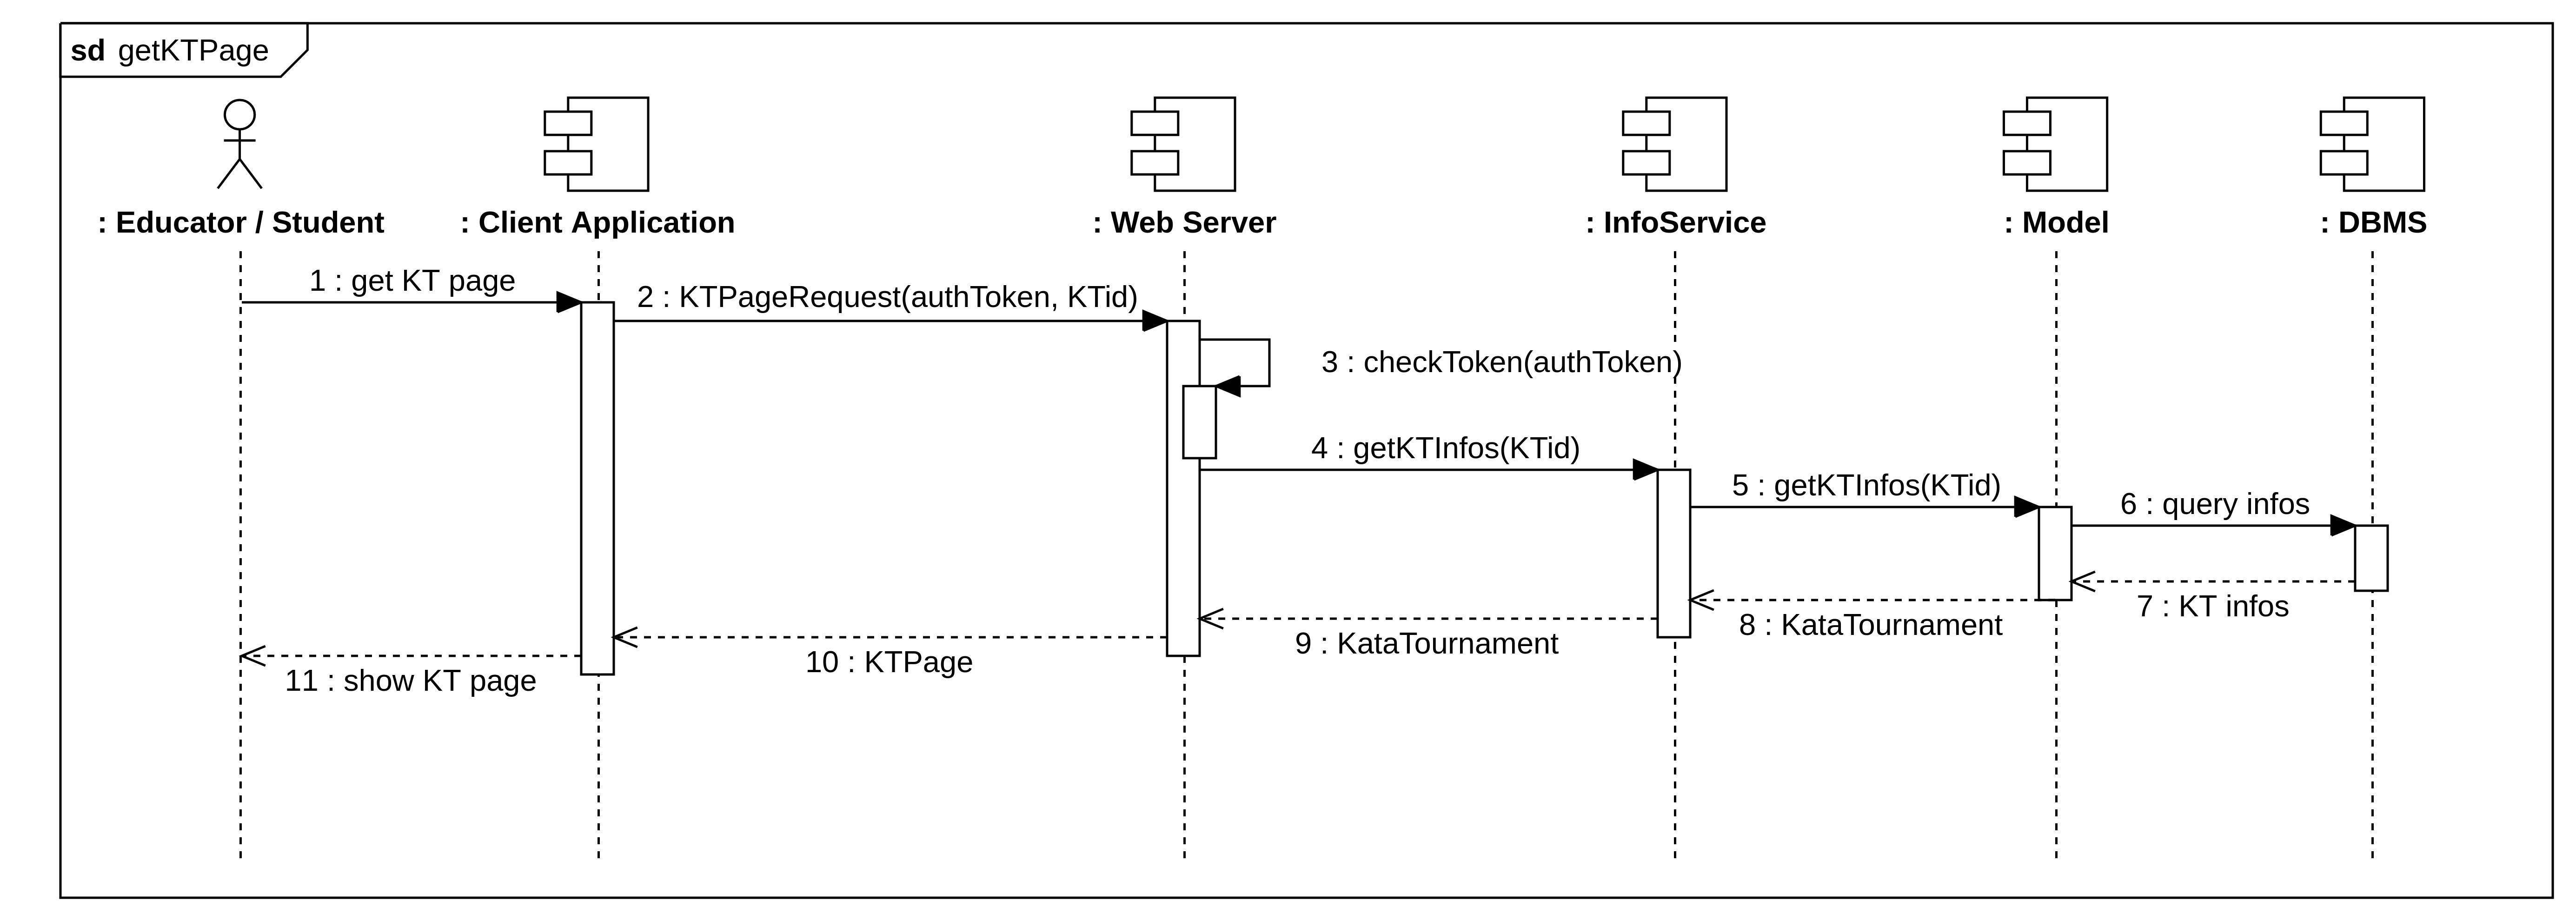 sd getKTPage
: Educator / Student
: Client Application
: Web Server
: InfoService
: Model
: DBMS
1 : get KT page
2 : KTPageRequest(authToken, KTid)
3 : checkToken(authToken)
4 : getKTInfos(KTid)
5 : getKTInfos(KTid)
6 : query infos
7 : KT infos
8 : KataTournament
9 : KataTournament
10 : KTPage
11 : show KT page